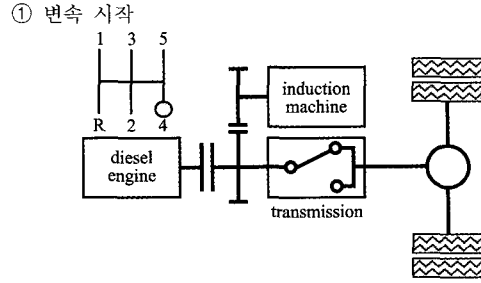 ① 변속 시작
1 3 5
R 2 4
induction
machine
diesel
engine
transmission